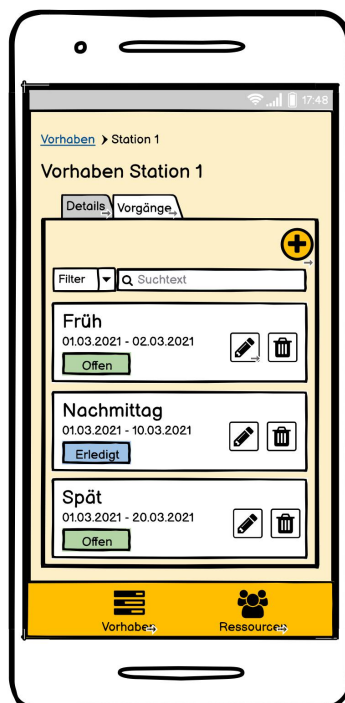 17:48
Vorhaben > Station 1
Vorhaben Station 1
Details Vorgänge
Filter Suchtext
Früh
01.03.2021 - 02.03.2021
Offen
Nachmittag
01.03.2021 - 10.03.2021
Erledigt
Spät
01.03.2021 - 20.03.2021
Offen
Vorhaben Ressourcen